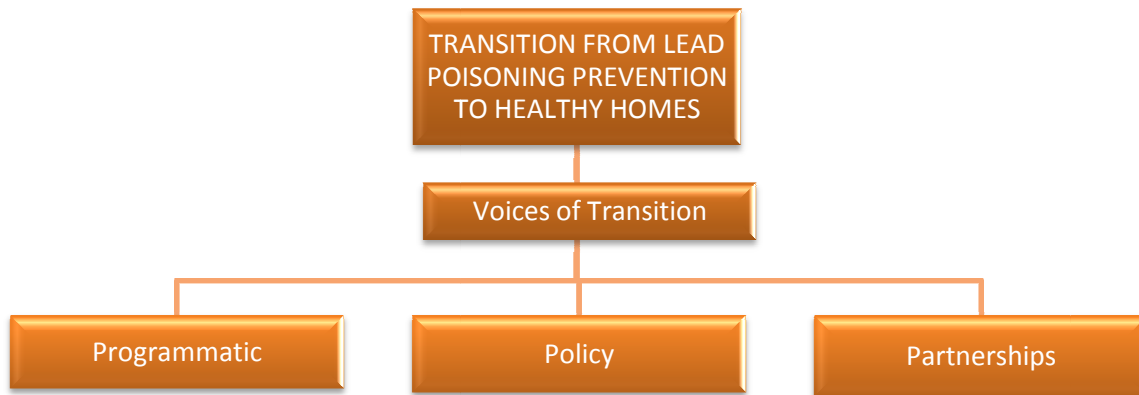 TRANSITION FROM LEAD
POISONING PREVENTION
TO HEALTHY HOMES
Voices of Transition
Programmatic
Policy
Partnerships